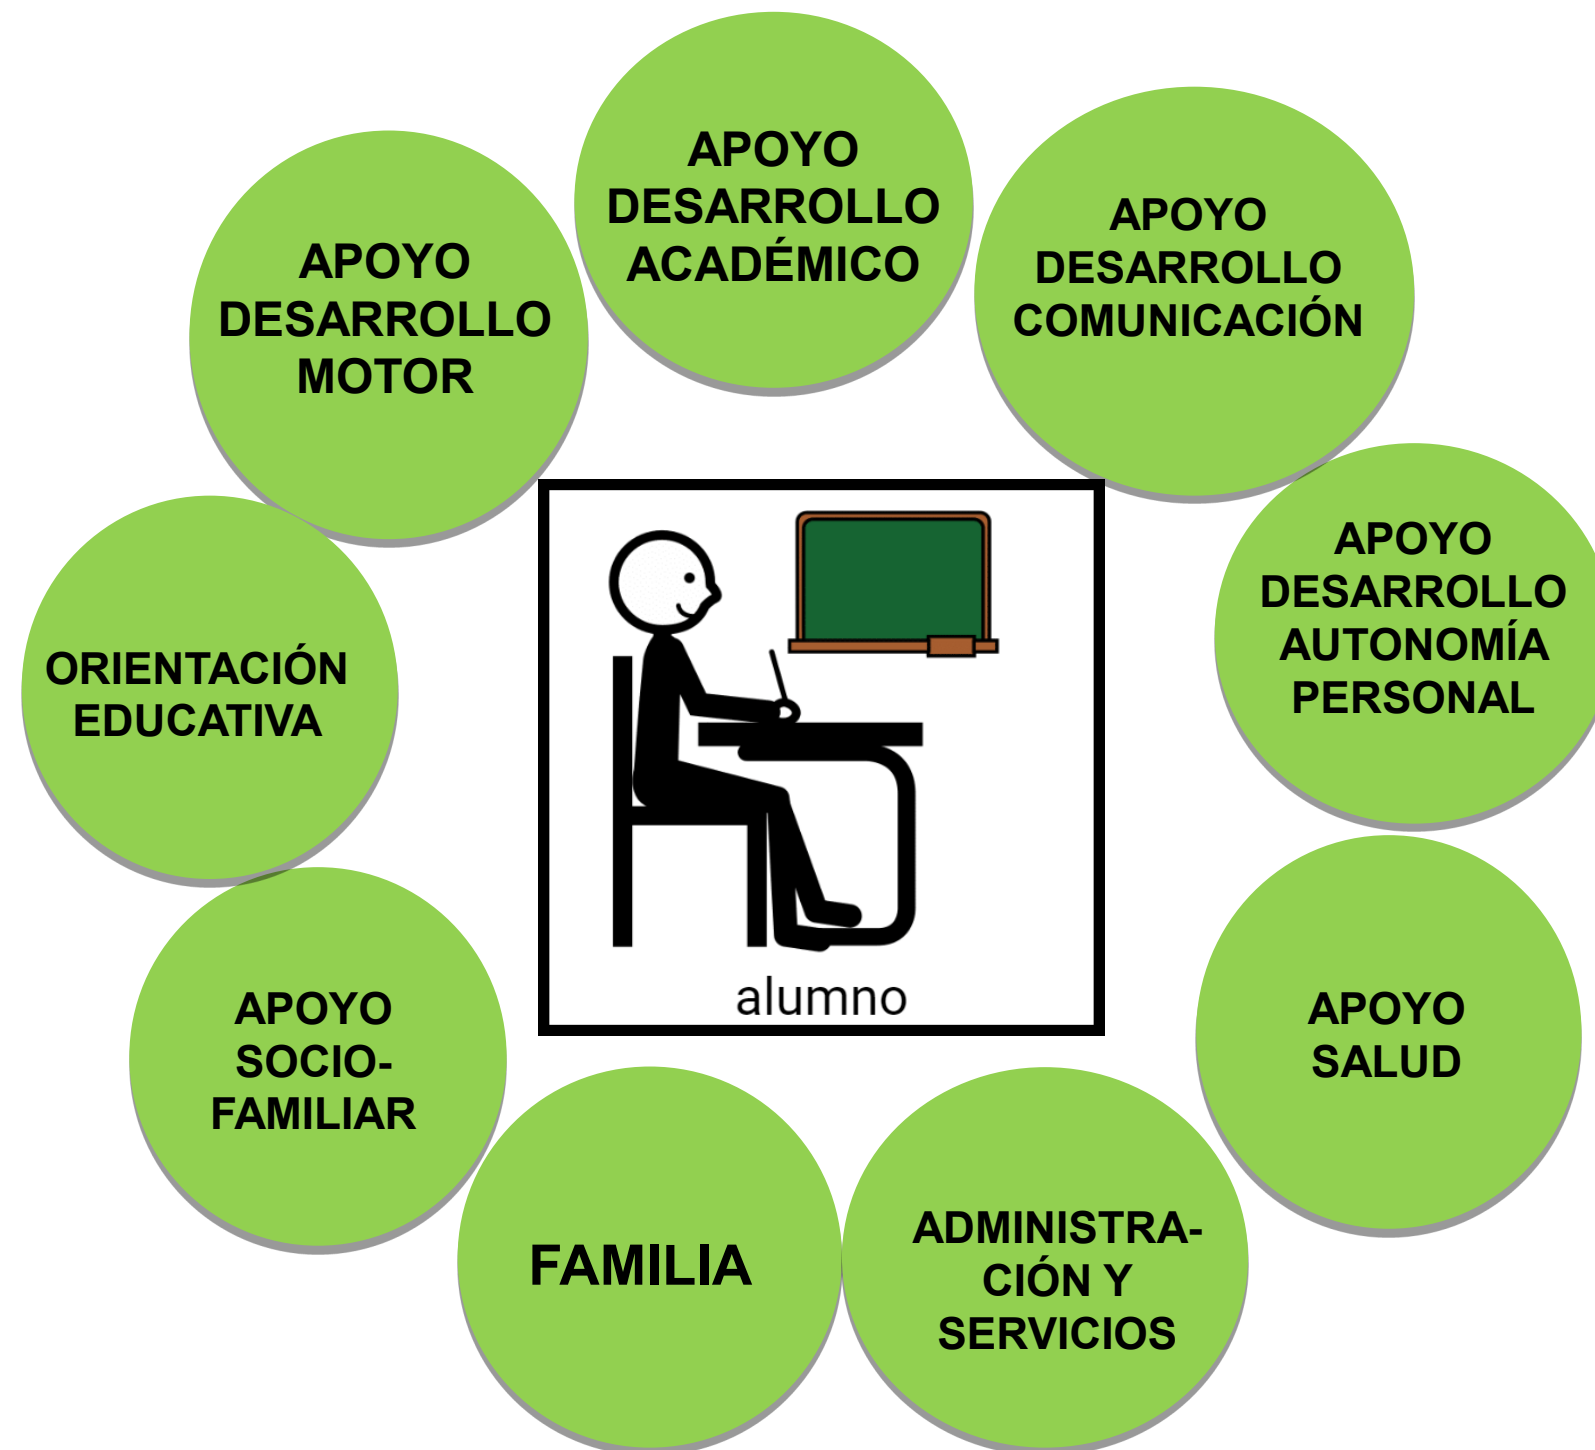 APOYO
DESARROLLO
ACADÉMICO
APOYO
DESARROLLO
COMUNICACIÓN
APOYO
DESARROLLO
MOTOR
APOYO
DESARROLLO
AUTONOMÍA
PERSONAL
ORIENTACIÓN
EDUCATIVA
alumno
APOYO
SOCIO-
FAMILIAR
APOYO
SALUD
FAMILIA
ADMINISTRA-
CIÓN Y
SERVICIOS